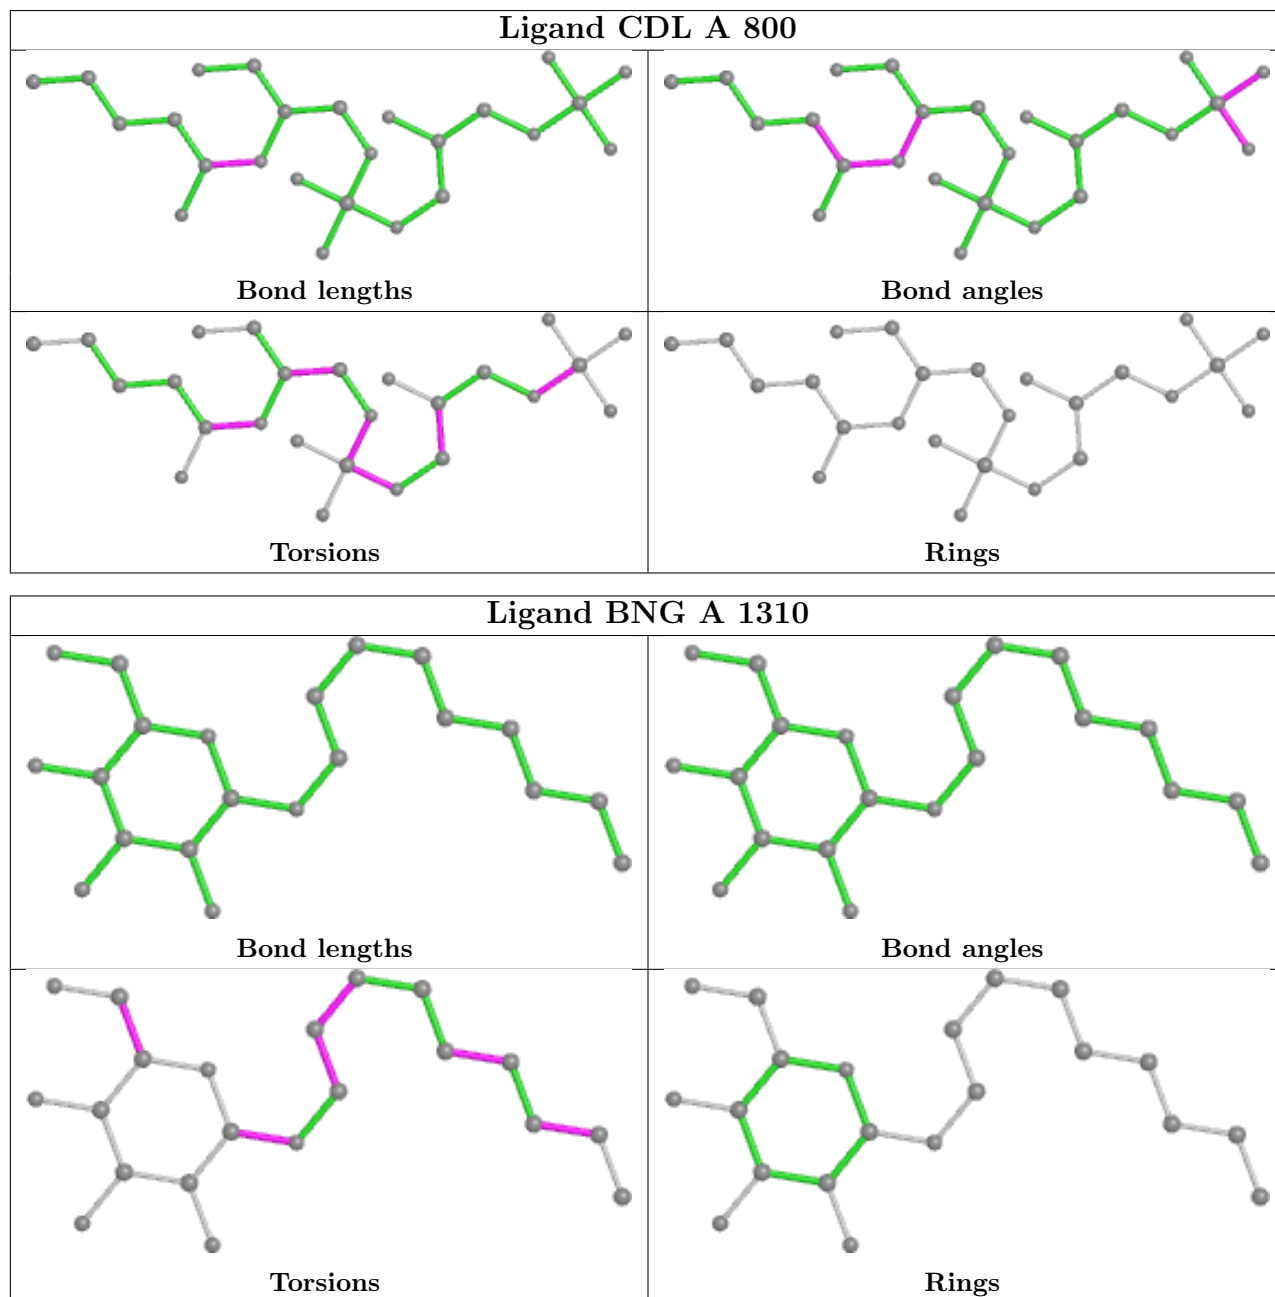 Ligand CDL A 800
Bond lengths
Bond angles
Torsions
Rings
Ligand BNG A 1310
Bond lengths
Bond angles
Torsions
Rings